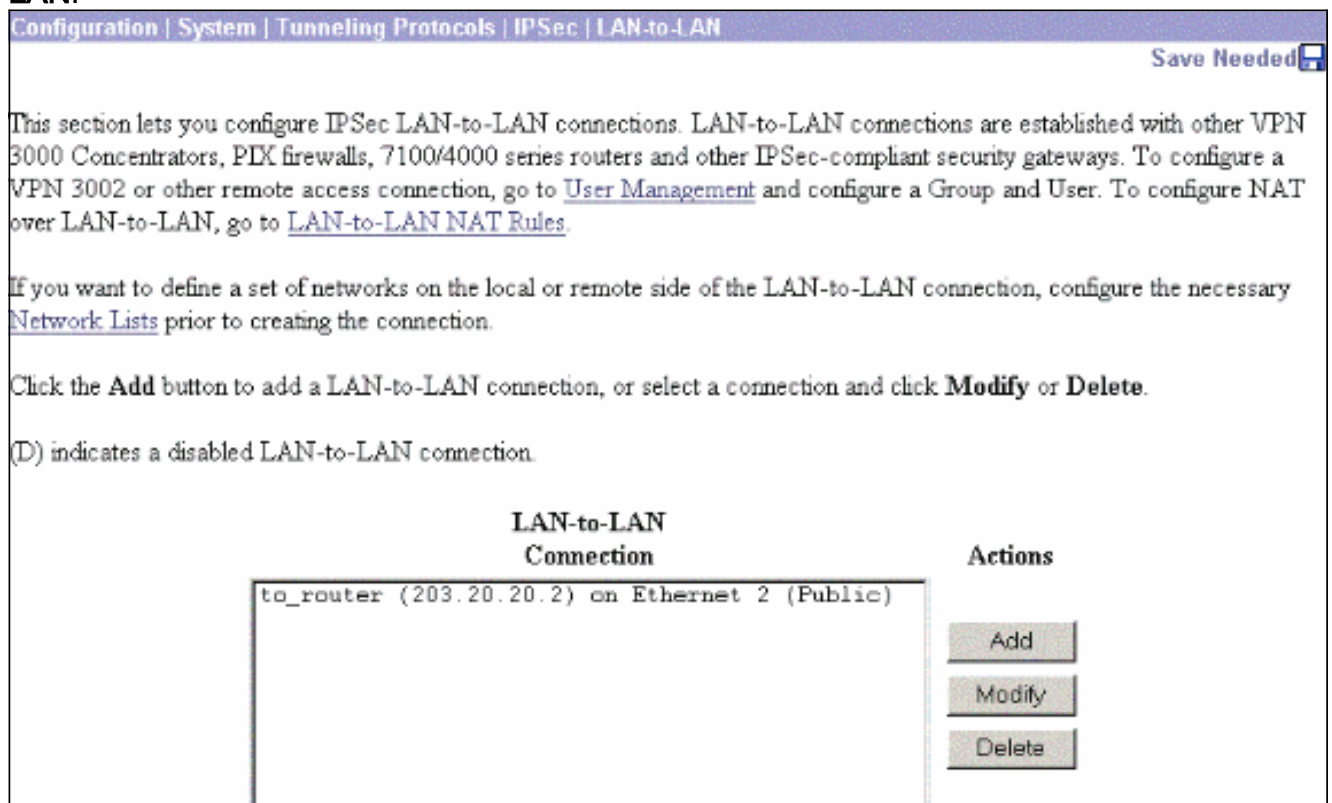 LAN.
Configuration | System | Tunneling Protocols | IPSec | LAN-to-LAN
Save Needed
This section lets you configure IPSec LAN-to-LAN connections. LAN-to-LAN connections are established with other VPN
3000 Concentrators, PIX firewalls, 7100/4000 series routers and other IPSec-compliant security gateways. To configure a
VPN 3002 or other remote access connection, go to User Management and configure a Group and User. To configure NAT
over LAN-to-LAN, go to LAN-to-LAN NAT Rules.
If you want to define a set of networks on the local or remote side of the LAN-to-LAN connection, configure the necessary
Network Lists prior to creating the connection.
Click the Add button to add a LAN-to-LAN connection, or select a connection and click Modify or Delete.
(D) indicates a disabled LAN-to-LAN connection.
LAN-to-LAN
Connection
Actions
to_router (203.20.20.2) on Ethernet 2 (Public)
Add
Modify
Delete